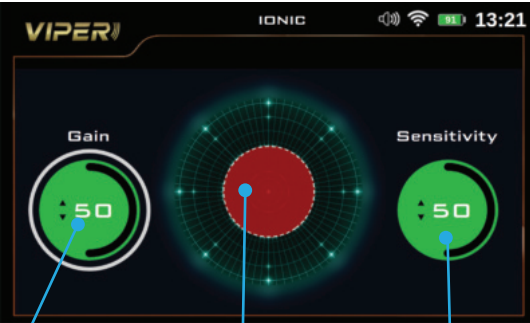 VIPER
IONIC
91
13:21
Gain
Sensitivity
50
50